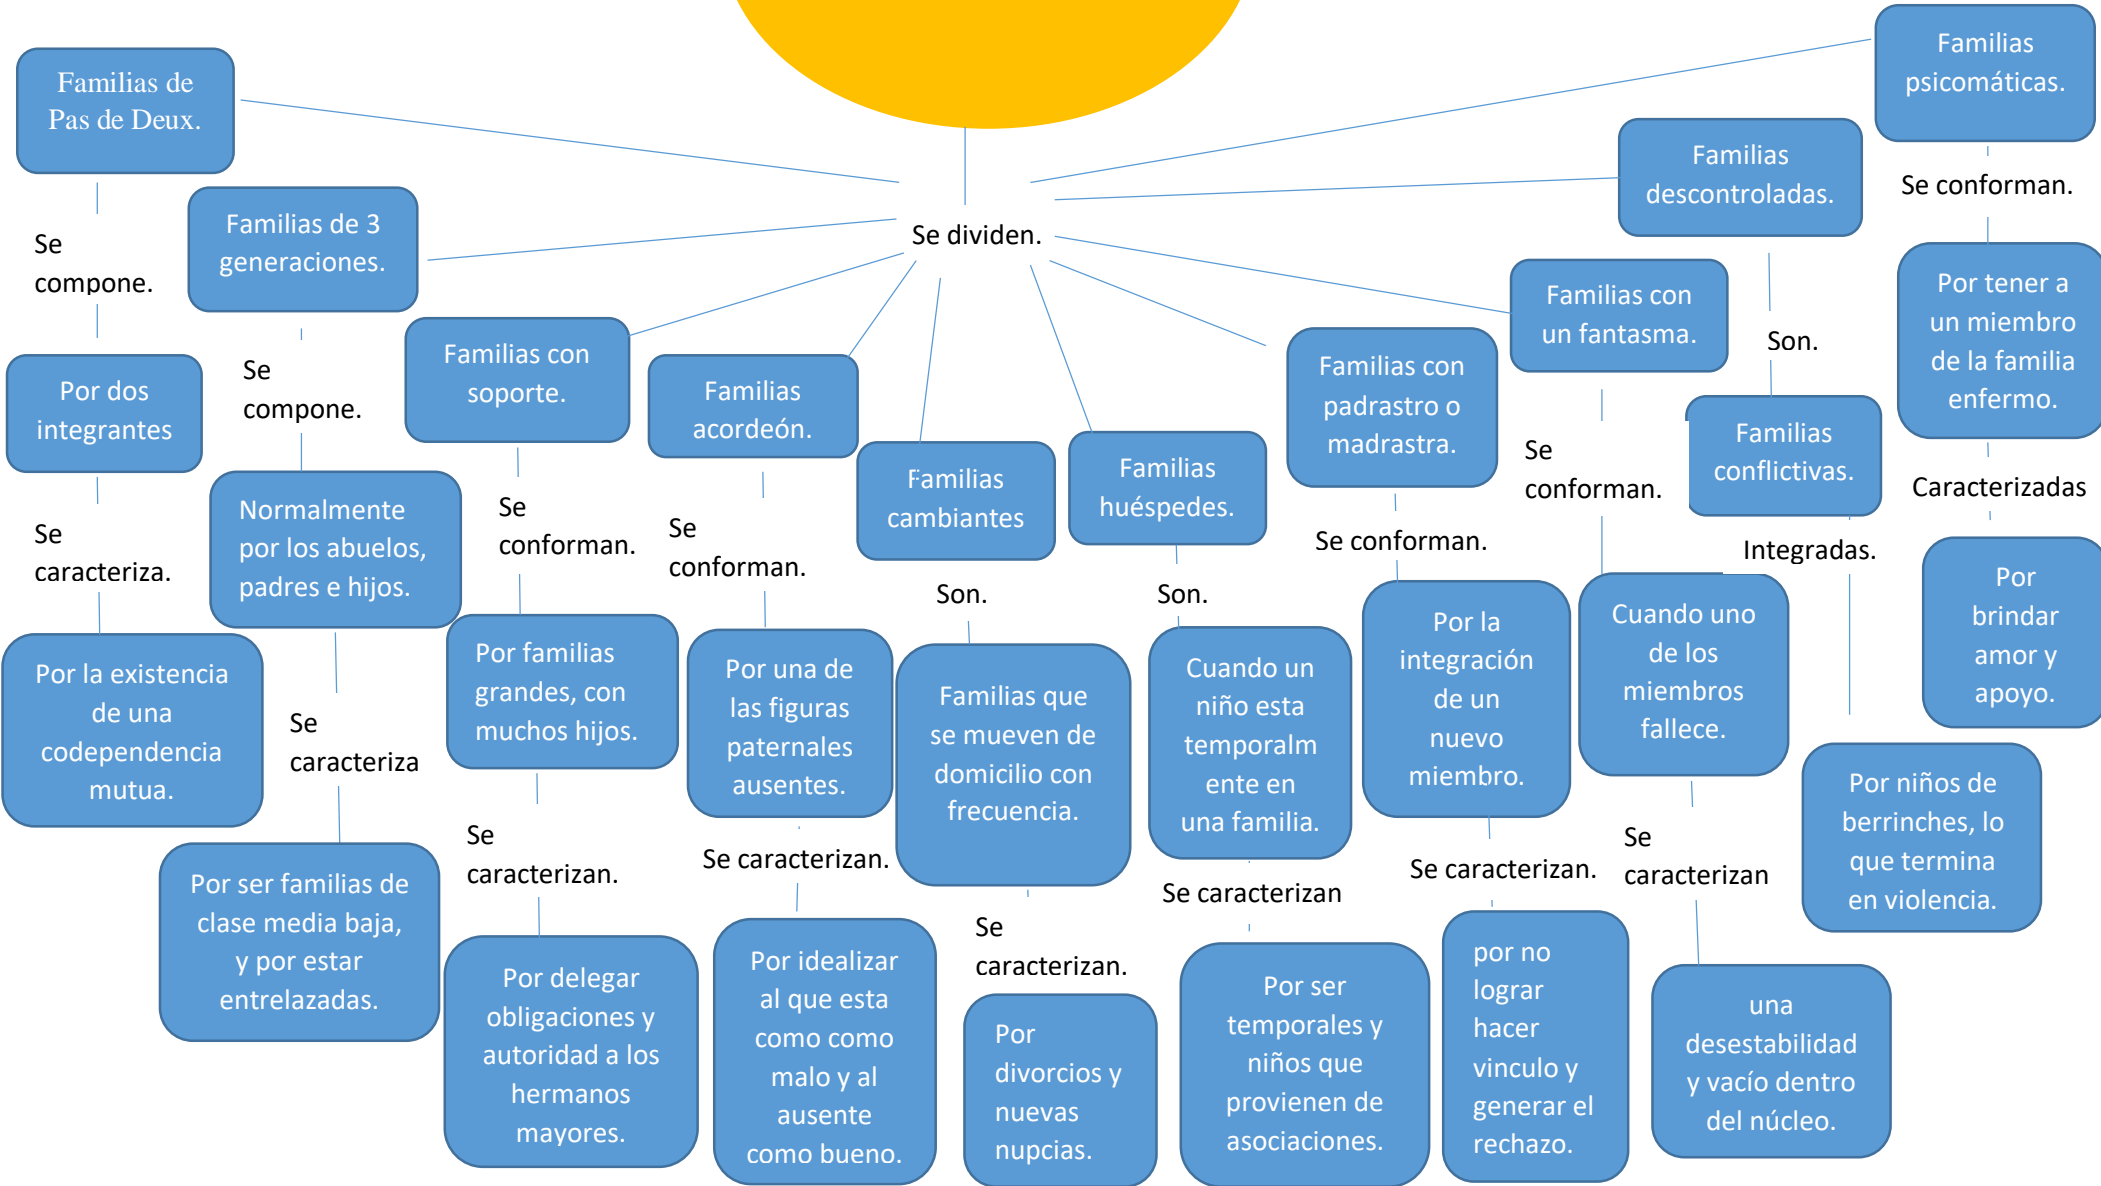 Familias de
Pas de Deux.
Se
compone.
Por dos
integrantes
Se
caracteriza.
Por la existencia
de una
codependencia
mutua.
Familias de 3
generaciones.
Se
compone.
Normalmente
por los abuelos,
padres e hijos.
Se
caracteriza
Por ser familias de
clase media baja,
y por estar
entrelazadas.
Se dividen.
Familias con
soporte.
Se
conforman.
Por familias
grandes, con
muchos hijos.
Se
caracterizan.
Por delegar
obligaciones y
autoridad a los
hermanos
mayores.
Familias
acordeón.
Se
conforman.
Por una de
las figuras
paternales
ausentes.
Se caracterizan.
Por idealizar
al que esta
como como
malo y al
ausente
como bueno.
Familias
cambiantes
Son.
Familias que
se mueven de
domicilio con
frecuencia.
Se
caracterizan.
Por
divorcios y
nuevas
nupcias.
Familias
huéspedes.
Son.
Cuando un
niño esta
temporalm
ente en
una familia.
Se caracterizan
Por ser
temporales y
niños que
provienen de
asociaciones.
Familias con
padrastro o
madrastra.
Se conforman.
Por la
integración
de un
nuevo
miembro.
Se caracterizan.
por no
lograr
hacer
vinculo y
generar el
rechazo.
Familias con
un fantasma.
Se
conforman.
Cuando uno
de los
miembros
fallece.
Se
caracterizan
una
desestabilidad
y vacío dentro
del núcleo.
Familias
descontroladas.
Son.
Familias
conflictivas.
Integradas.
Por niños de
berrinches, lo
que termina
en violencia.
Familias
psicomáticas.
Se conforman.
Por tener a
un miembro
de la familia
enfermo.
Caracterizadas
Por
brindar
amor y
apoyo.